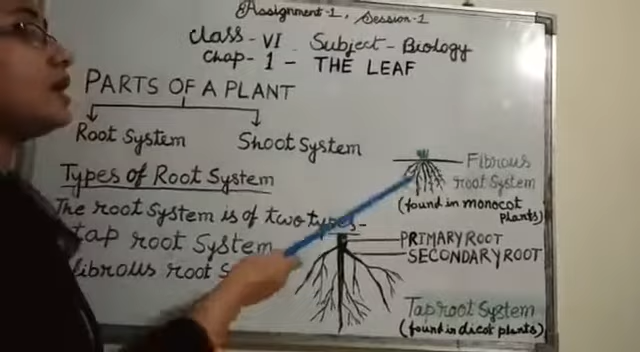 Assignment-1, Session-1
Class-VI Subject-Biology
Chap-1- THE LEAF
PARTS OF A PLANT
Root System
Shoot System
Types of Root System
The root system is of two types-
Tap root System
fibrous root S
Fibrous
root System
(found in monocot
plants)
PRIMARY ROOT
SECONDARY ROOT
Taproot System
(found in dicot plants)